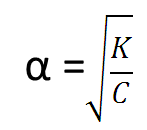 α = √(K/C)